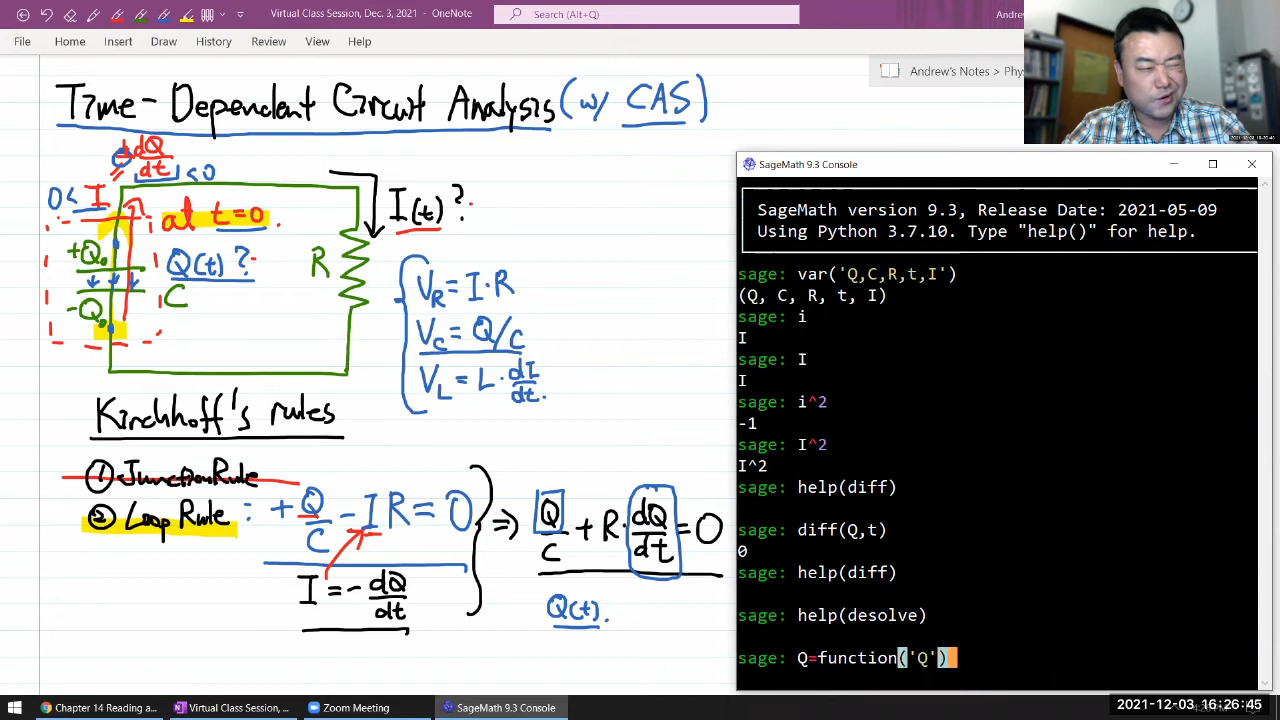 Virtual Class Session, Dec. 3, 2021 - OneNote
Search (Alt+Q)
Andrew
File Home Insert Draw History Review View Help
Andrew's Notes > Phy
Time-Dependent Circuit Analysis (w/ CAS)
± dQ/dt < 0
0 < I
at t=0.
I(t)?
+Q₀
Q(t)?
R
-Q₀
C
V_R = I·R
V_C = Q/C
V_L = L·dI/dt.
Kirchhoff's rules
① Junction Rule
② Loop Rule : +Q/C - IR = 0
I = -dQ/dt
⇒ Q/C + R·dQ/dt = 0
Q(t).
SageMath 9.3 Console
SageMath version 9.3, Release Date: 2021-05-09
Using Python 3.7.10. Type "help()" for help.
sage: var('Q,C,R,t,I')
(Q, C, R, t, I)
sage: i
I
sage: I
I
sage: i^2
-1
sage: I^2
I^2
sage: help(diff)
sage: diff(Q,t)
0
sage: help(diff)
sage: help(desolve)
sage: Q=function('Q')
Chapter 14 Reading a...
Virtual Class Session,...
Zoom Meeting
SageMath 9.3 Console
2021-12-03 16:26:45